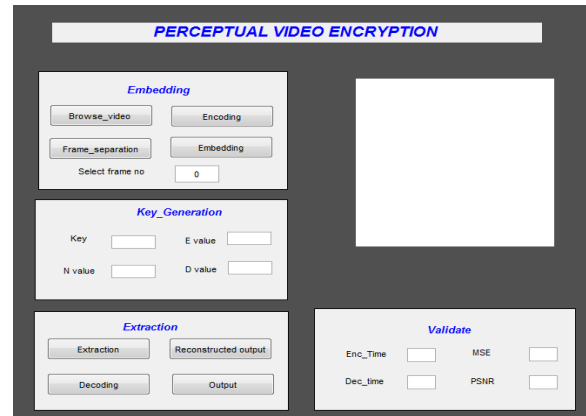 PERCEPTUAL VIDEO ENCRYPTION
Embedding
Browse_video Encoding
Frame_separation Embedding
Select frame no 0
Key_Generation
Key E value
N value D value
Extraction
Extraction Reconstructed output
Decoding Output
Validate
Enc_Time MSE
Dec_time PSNR